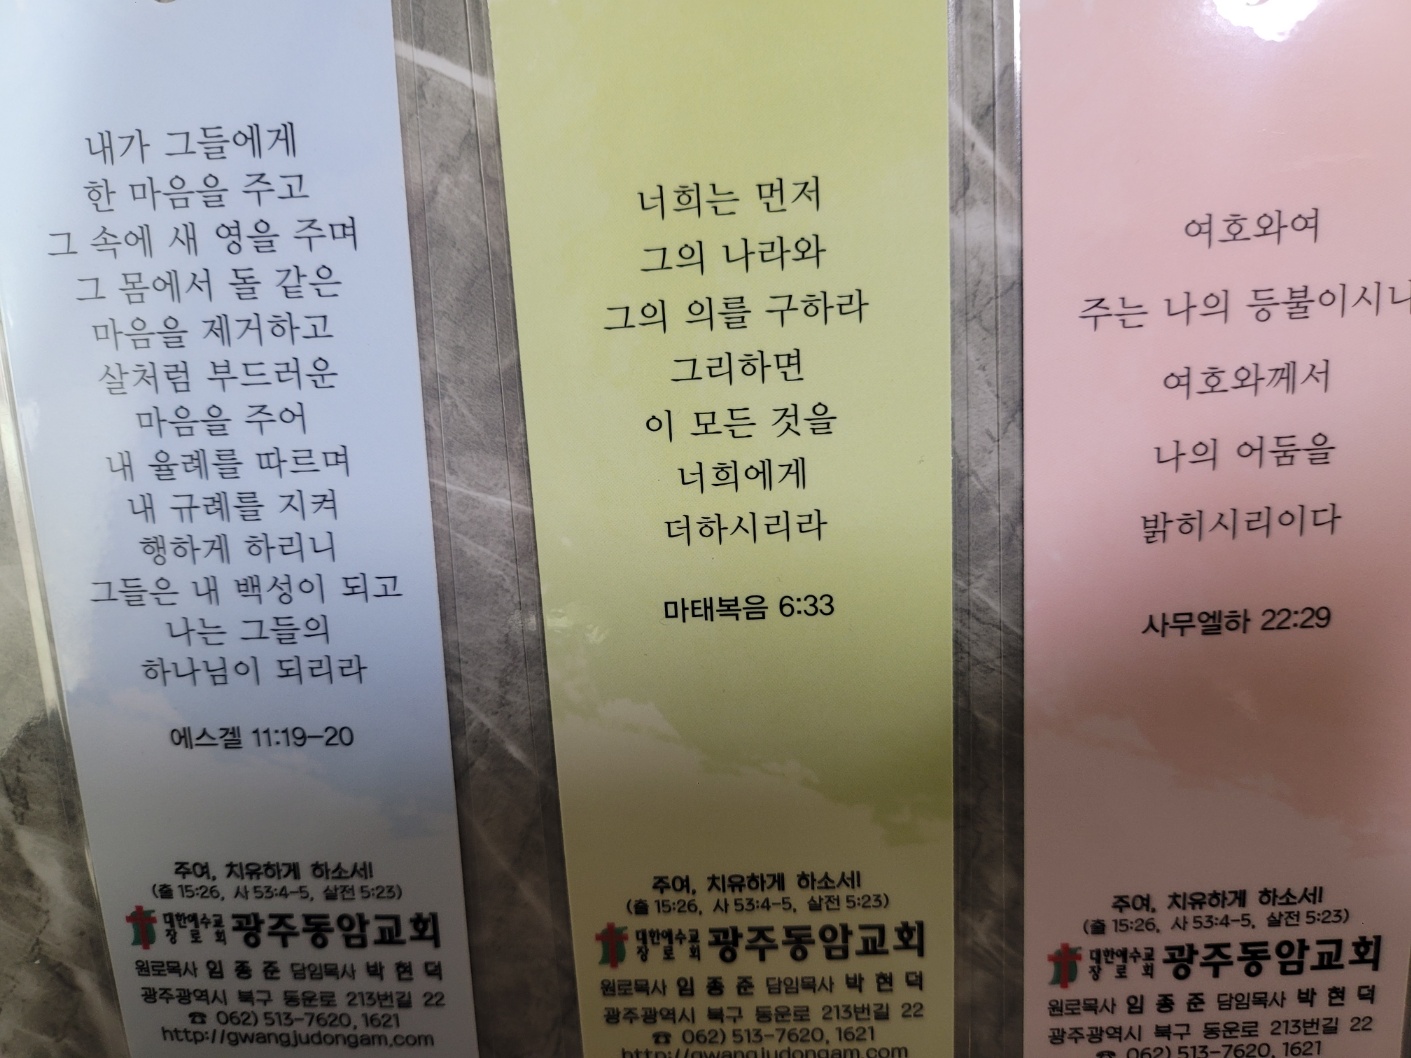 내가 그들에게
한 마음을 주고
그 속에 새 영을 주며
그 몸에서 돌 같은
마음을 제거하고
살처럼 부드러운
마음을 주어
내 율례를 따르며
내 규례를 지켜
행하게 하리니
그들은 내 백성이 되고
나는 그들의
하나님이 되리라
에스겔 11:19-20
주여, 치유하게 하소서!
(출 15:26, 사 53:4-5, 살전 5:23)
대한예수교
장로회 광주동암교회
원로목사 임종준 담임목사 박현덕
광주광역시 북구 동운로 213번길 22
☎ 062) 513-7620, 1621
http://gwangjudongam.com
너희는 먼저
그의 나라와
그의 의를 구하라
그리하면
이 모든 것을
너희에게
더하시리라
마태복음 6:33
주여, 치유하게 하소서!
(출 15:26, 사 53:4-5, 살전 5:23)
대한예수교
장로회 광주동암교회
원로목사 임종준 담임목사 박현덕
광주광역시 북구 동운로 213번길 22
☎ 062) 513-7620, 1621
http://gwangjudongam.com
여호와여
주는 나의 등불이시니
여호와께서
나의 어둠을
밝히시리이다
사무엘하 22:29
주여, 치유하게 하소서!
(출 15:26, 사 53:4-5, 살전 5:23)
대한예수교
장로회 광주동암교회
원로목사 임종준 담임목사 박현덕
광주광역시 북구 동운로 213번길 22
☎ 062) 513-7620, 1621